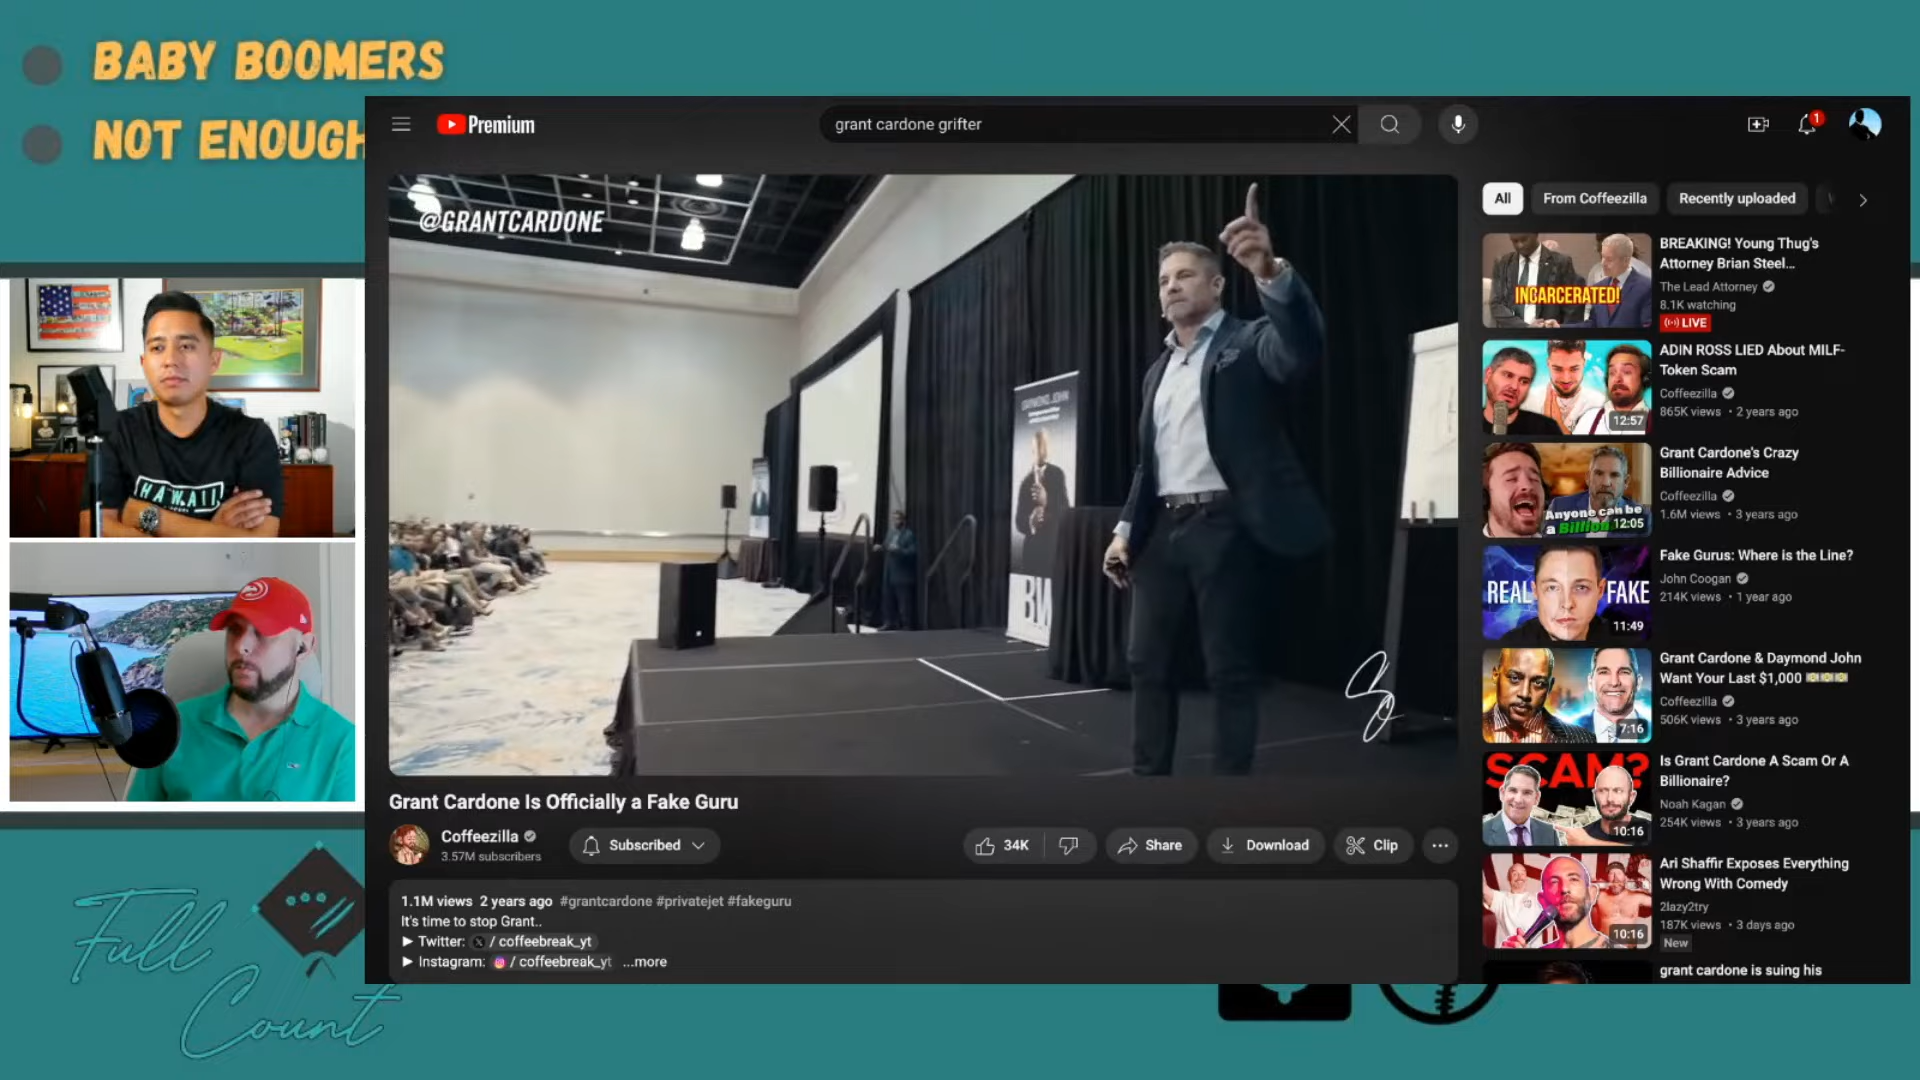 BABY BOOMERS
NOT ENOUGH
Premium
grant cardone grifter
1
@GRANTCARDONE
DAYMOND JOHN
HAWAII
All
From Coffeezilla
Recently uploaded
BREAKING! Young Thug's
Attorney Brian Steel...
The Lead Attorney
8.1K watching
LIVE
INCARCERATED!
ADIN ROSS LIED About MILF-
Token Scam
Coffeezilla
865K views • 2 years ago
12:57
Grant Cardone's Crazy
Billionaire Advice
Coffeezilla
1.6M views • 3 years ago
Anyone can be
a
12:05
Fake Gurus: Where is the Line?
John Coogan
214K views • 1 year ago
REAL FAKE
11:49
Grant Cardone & Daymond John
Want Your Last $1,000
Coffeezilla
506K views • 3 years ago
7:16
Is Grant Cardone A Scam Or A
Billionaire?
Noah Kagan
254K views • 3 years ago
SCAM?
10:16
Ari Shaffir Exposes Everything
Wrong With Comedy
2lazy2try
187K views • 3 days ago
New
10:16
grant cardone is suing his
Grant Cardone Is Officially a Fake Guru
Coffeezilla
3.57M subscribers
Subscribed
34K
Share
Download
Clip
1.1M views 2 years ago #grantcardone #privatejet #fakeguru
It's time to stop Grant..
► Twitter: / coffeebreak_yt
► Instagram: / coffeebreak_yt ...more
Full
Count